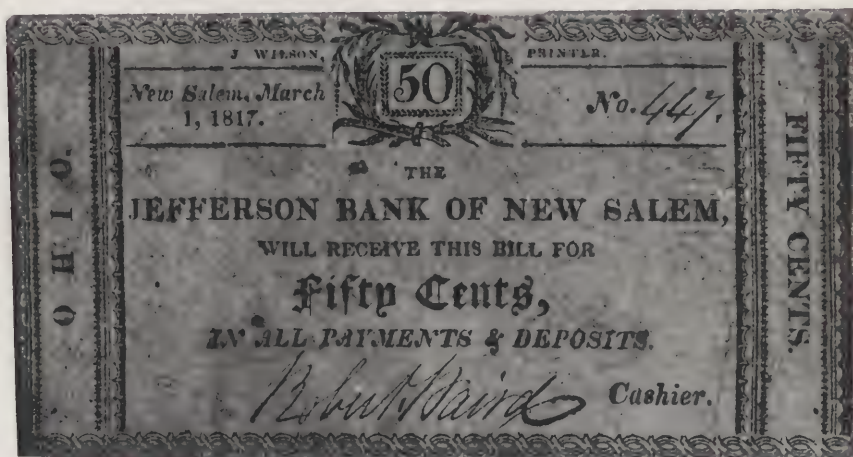 J WILSON, PRINTER.
New Salem, March
1, 1817.
50
No. 447.
OHIO.
THE
JEFFERSON BANK OF NEW SALEM,
WILL RECEIVE THIS BILL FOR
Fifty Cents,
IN ALL PAYMENTS & DEPOSITS.
Robert Baird Cashier.
FIFTY CENTS.